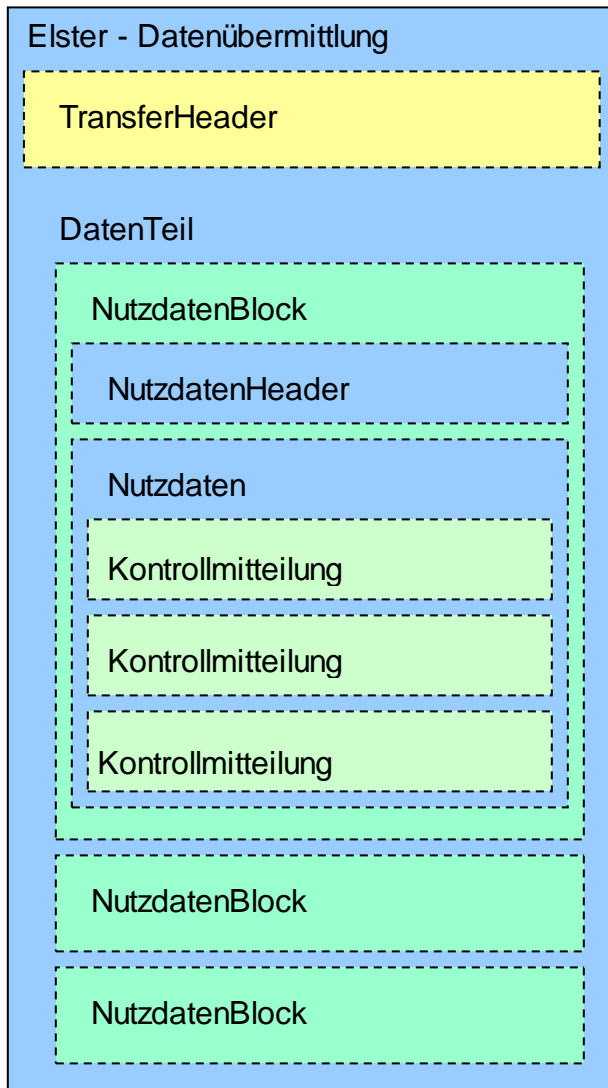 Elster - Datenübermittlung
TransferHeader
DatenTeil
NutzdatenBlock
NutzdatenHeader
Nutzdaten
Kontrollmitteilung
Kontrollmitteilung
Kontrollmitteilung
NutzdatenBlock
NutzdatenBlock